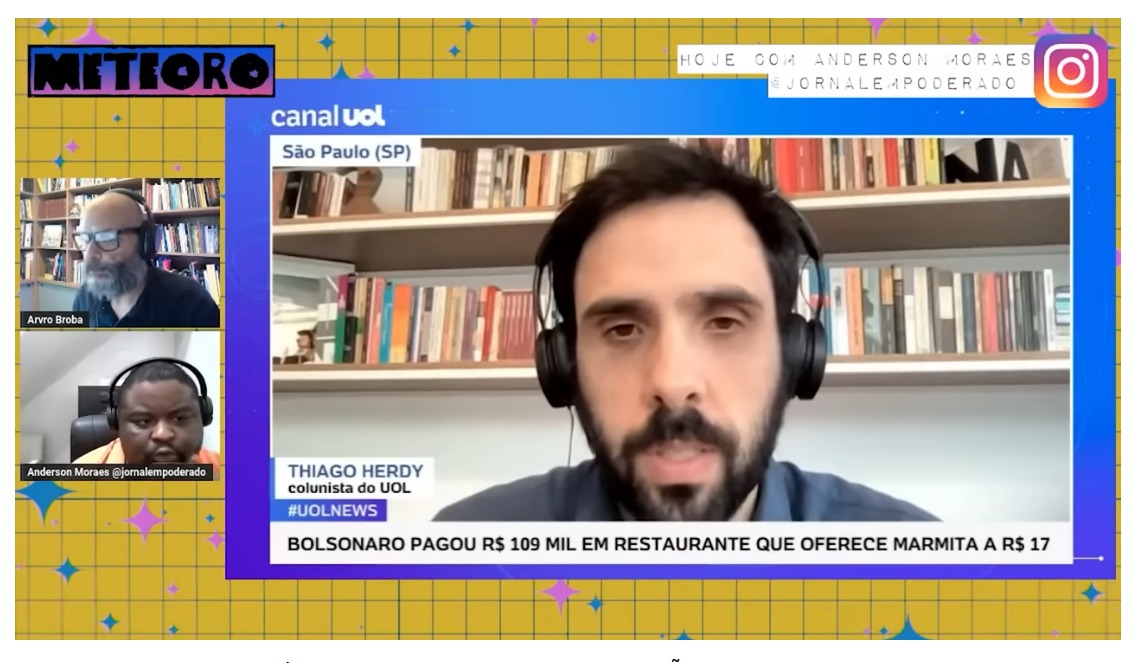 METEORO
HOJE COM ANDERSON MORAES
@JORNALEMPODERADO
canal uol
São Paulo (SP)
NA
Arvro Broba
Anderson Moraes @jornalempoderado
THIAGO HERDY
colunista do UOL
#UOLNEWS
BOLSONARO PAGOU R$ 109 MIL EM RESTAURANTE QUE OFERECE MARMITA A R$ 17